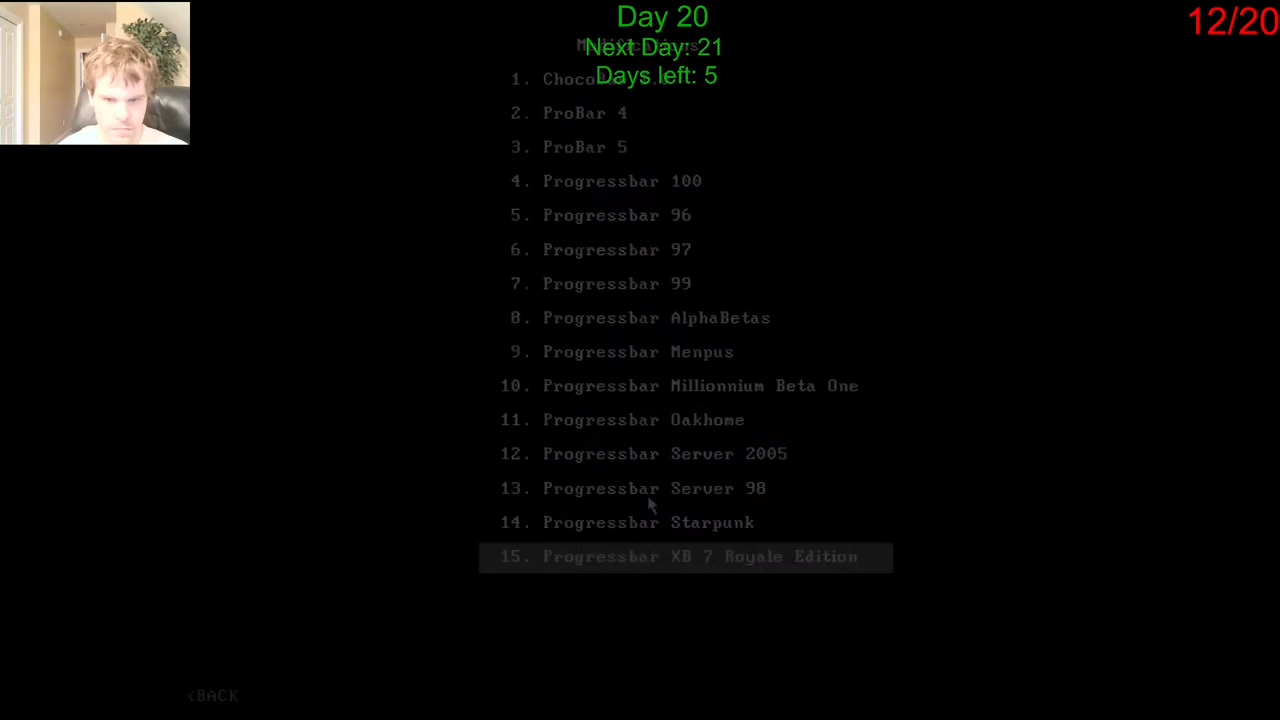 Day 20
12/20
Modifications
Next Day: 21
Days left: 5
1.
2. ProBar 4
3. ProBar 5
4. Progressbar 100
5. Progressbar 96
6. Progressbar 97
7. Progressbar 99
8. Progressbar AlphaBetas
9. Progressbar Menpus
10. Progressbar Millionnium Beta One
11. Progressbar Oakhome
12. Progressbar Server 2005
13. Progressbar Server 98
14. Progressbar Starpunk
15. Progressbar XB 7 Royale Edition
<BACK